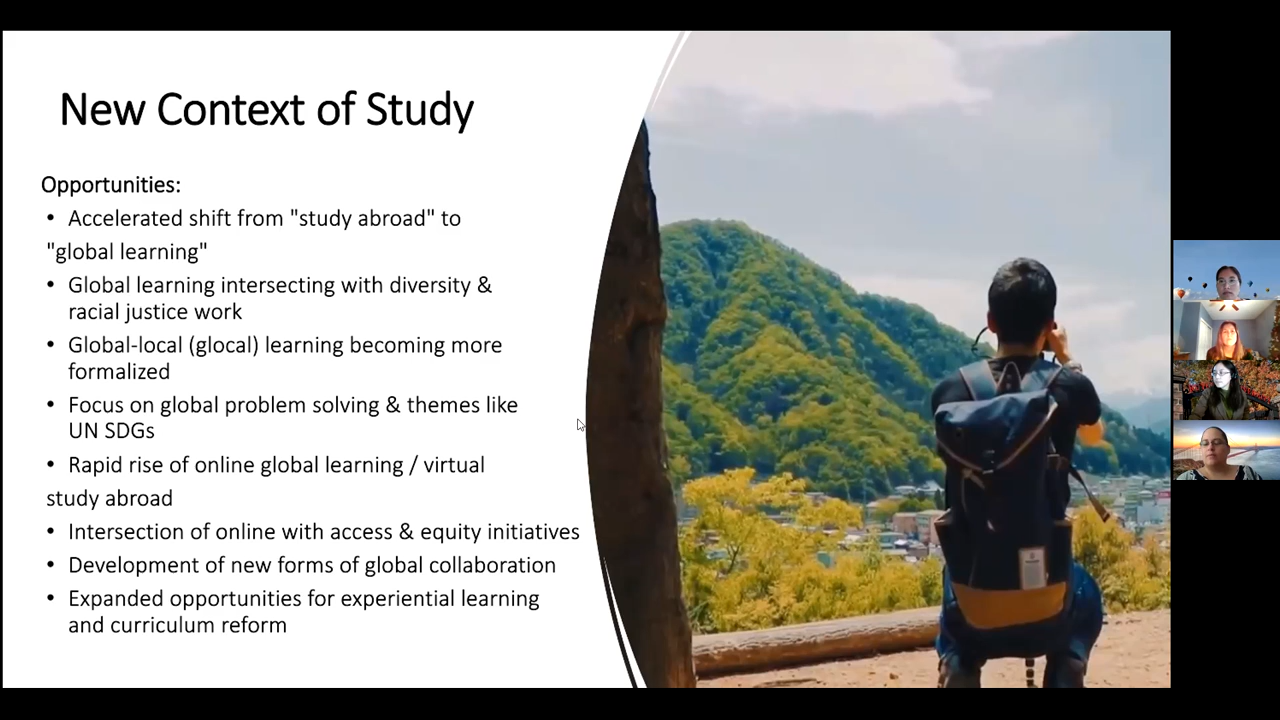 New Context of Study
Opportunities:
• Accelerated shift from "study abroad" to
"global learning"
• Global learning intersecting with diversity &
racial justice work
• Global-local (glocal) learning becoming more
formalized
• Focus on global problem solving & themes like
UN SDGs
• Rapid rise of online global learning / virtual
study abroad
• Intersection of online with access & equity initiatives
• Development of new forms of global collaboration
• Expanded opportunities for experiential learning
and curriculum reform